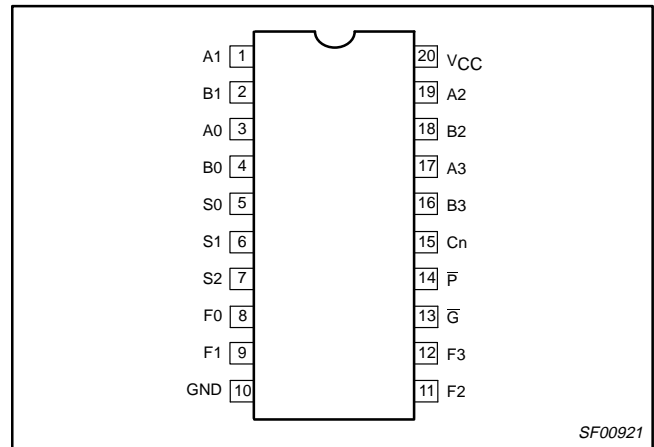 A1 1 20 VCC
B1 2 19 A2
A0 3 18 B2
B0 4 17 A3
S0 5 16 B3
S1 6 15 Cn
S2 7 14 P̅
F0 8 13 G̅
F1 9 12 F3
GND 10 11 F2
SF00921